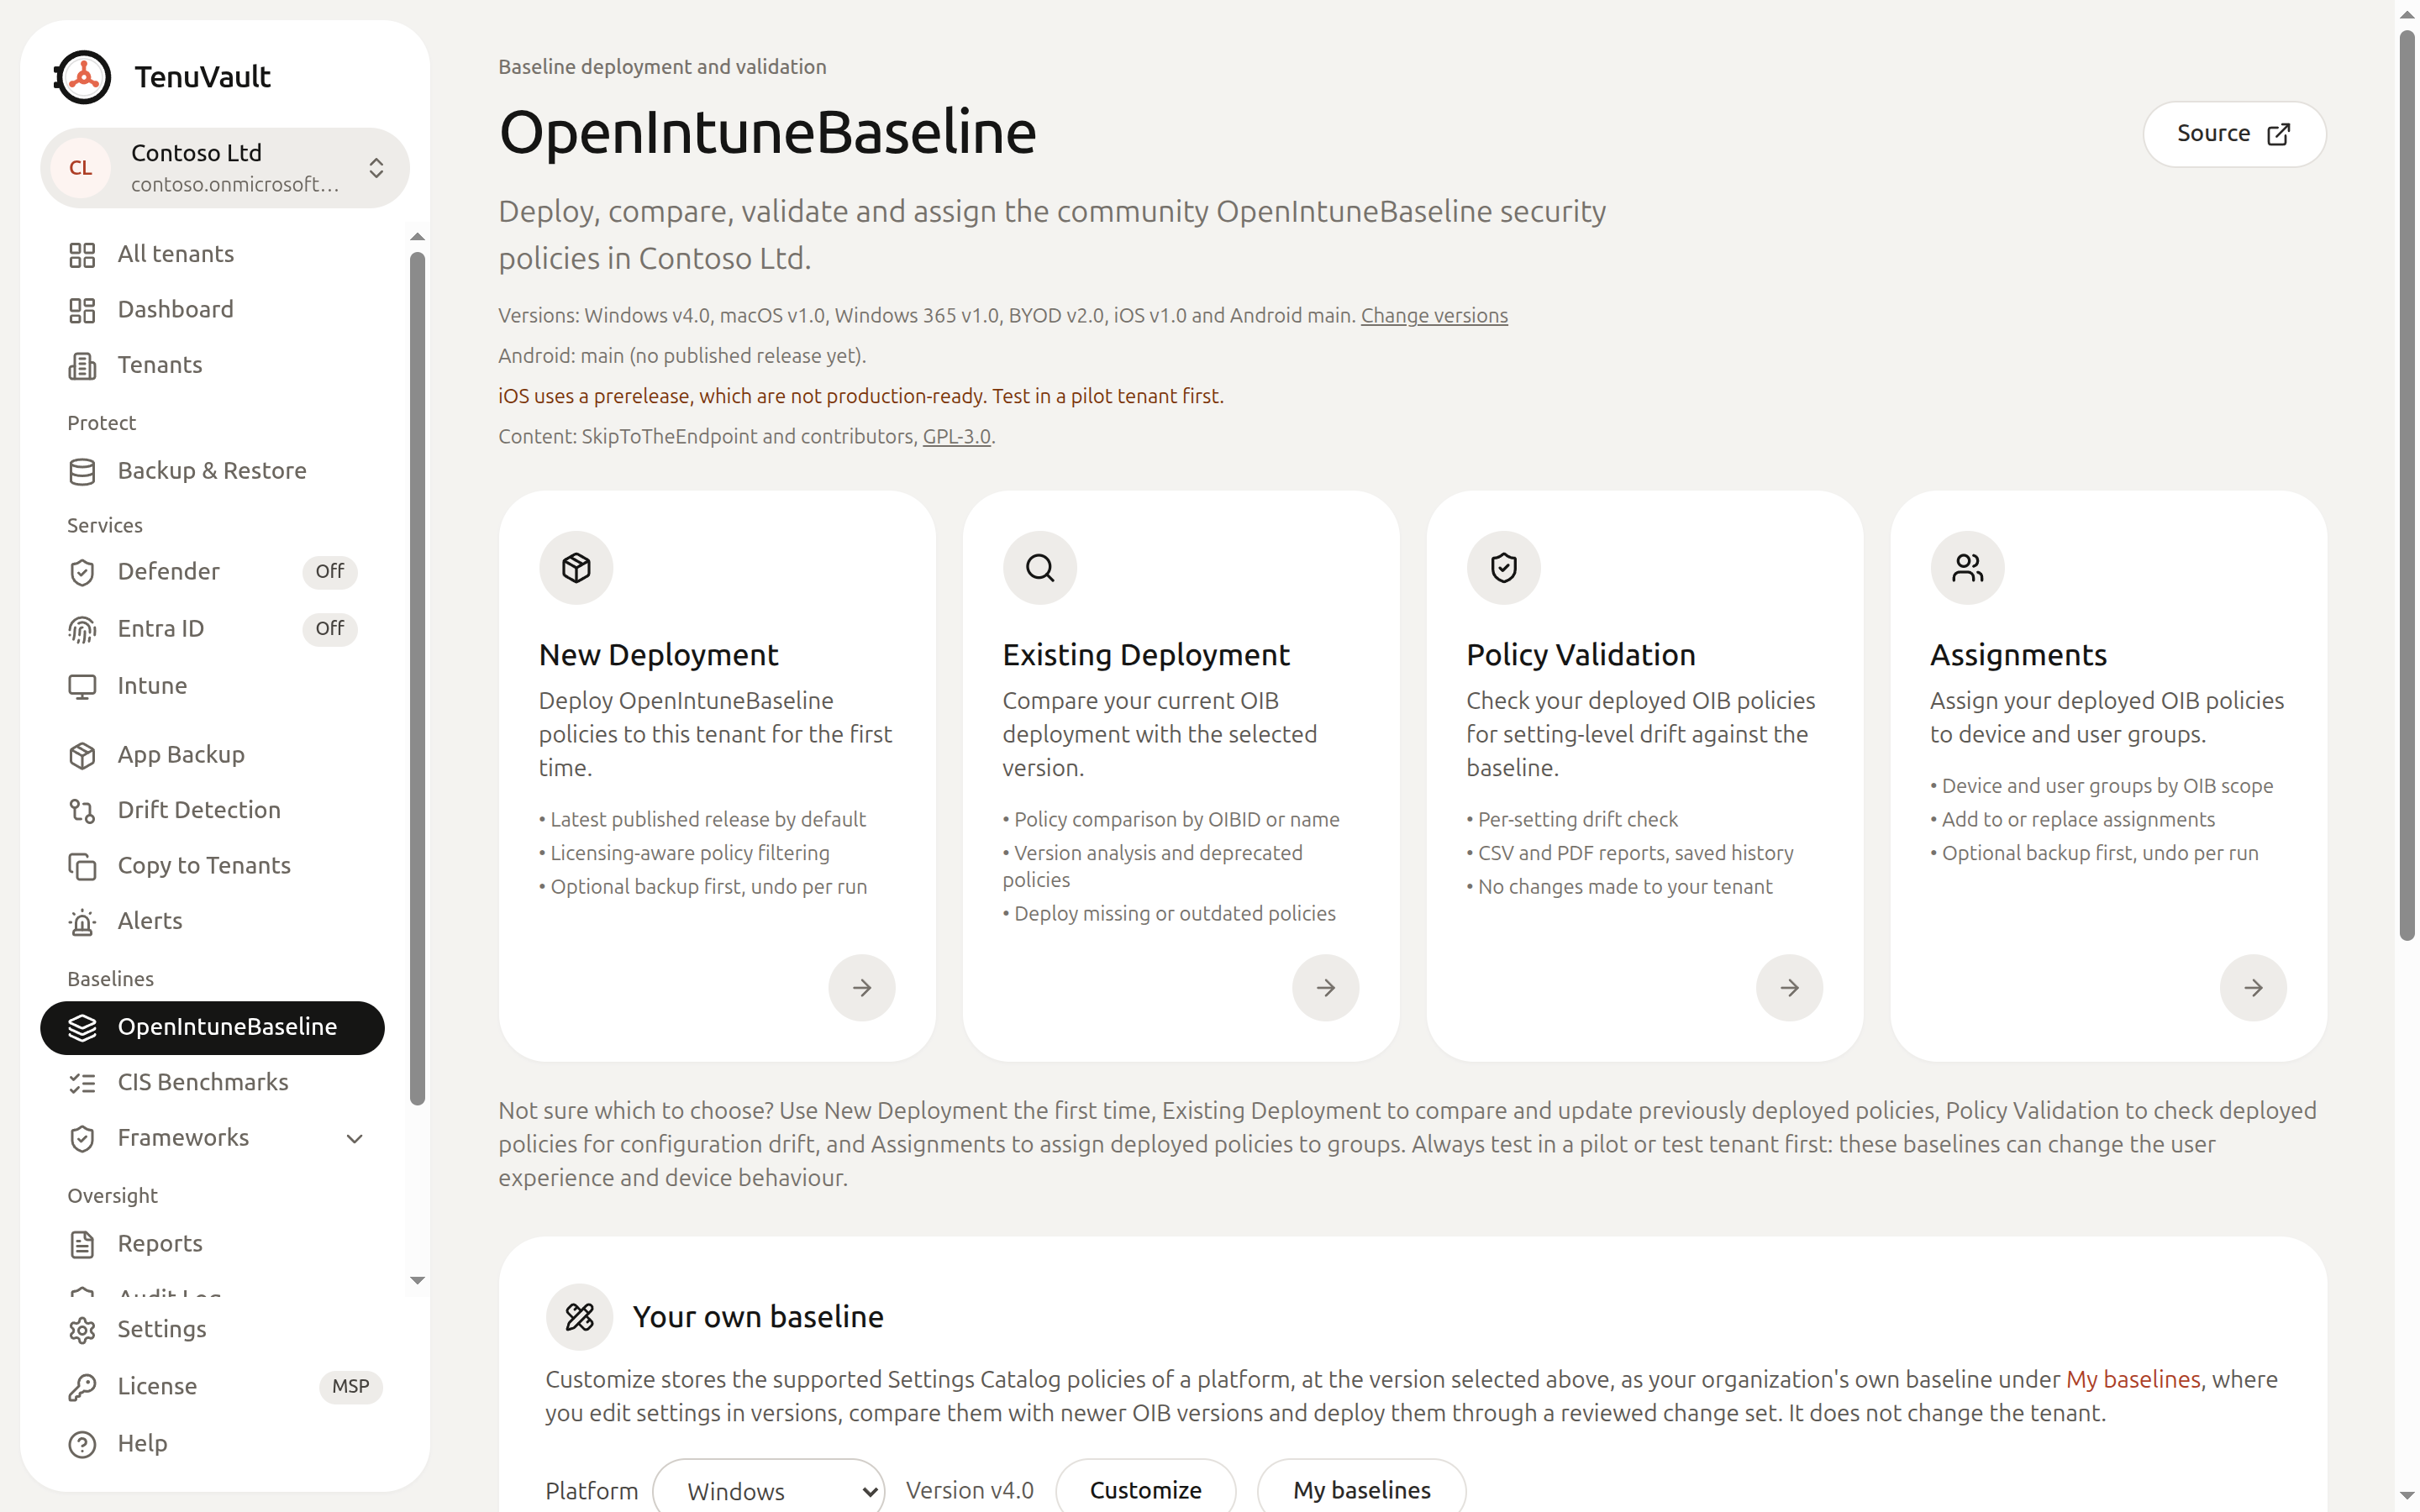 TenuVault
CL
Contoso Ltd
contoso.onmicrosoft...
All tenants
Dashboard
Tenants
Protect
Backup & Restore
Services
Defender Off
Entra ID Off
Intune
App Backup
Drift Detection
Copy to Tenants
Alerts
Baselines
OpenIntuneBaseline
CIS Benchmarks
Frameworks
Oversight
Reports
Audit Log
Settings
License MSP
Help
Baseline deployment and validation
OpenIntuneBaseline
Source
Deploy, compare, validate and assign the community OpenIntuneBaseline security
policies in Contoso Ltd.
Versions: Windows v4.0, macOS v1.0, Windows 365 v1.0, BYOD v2.0, iOS v1.0 and Android main. Change versions
Android: main (no published release yet).
iOS uses a prerelease, which are not production-ready. Test in a pilot tenant first.
Content: SkipToTheEndpoint and contributors, GPL-3.0.
New Deployment
Deploy OpenIntuneBaseline
policies to this tenant for the first
time.
• Latest published release by default
• Licensing-aware policy filtering
• Optional backup first, undo per run
Existing Deployment
Compare your current OIB
deployment with the selected
version.
• Policy comparison by OIBID or name
• Version analysis and deprecated
policies
• Deploy missing or outdated policies
Policy Validation
Check your deployed OIB policies
for setting-level drift against the
baseline.
• Per-setting drift check
• CSV and PDF reports, saved history
• No changes made to your tenant
Assignments
Assign your deployed OIB policies
to device and user groups.
• Device and user groups by OIB scope
• Add to or replace assignments
• Optional backup first, undo per run
Not sure which to choose? Use New Deployment the first time, Existing Deployment to compare and update previously deployed policies, Policy Validation to check deployed
policies for configuration drift, and Assignments to assign deployed policies to groups. Always test in a pilot or test tenant first: these baselines can change the user
experience and device behaviour.
Your own baseline
Customize stores the supported Settings Catalog policies of a platform, at the version selected above, as your organization's own baseline under My baselines, where
you edit settings in versions, compare them with newer OIB versions and deploy them through a reviewed change set. It does not change the tenant.
Platform Windows Version v4.0 Customize My baselines